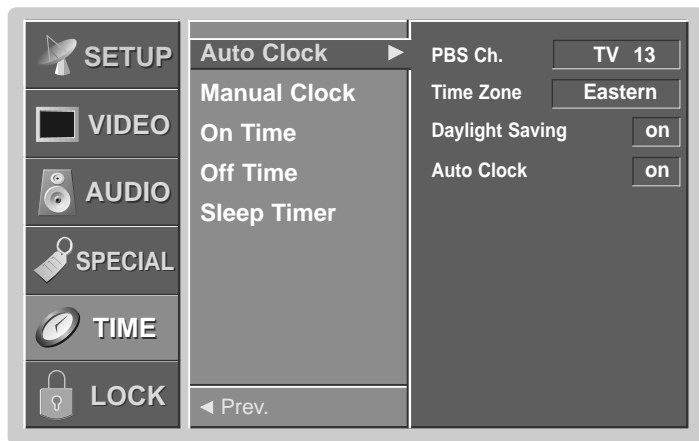 SETUP
VIDEO
AUDIO
SPECIAL
TIME
LOCK
Auto Clock ►
Manual Clock
On Time
Off Time
Sleep Timer
◄ Prev.
PBS Ch. TV 13
Time Zone Eastern
Daylight Saving on
Auto Clock on